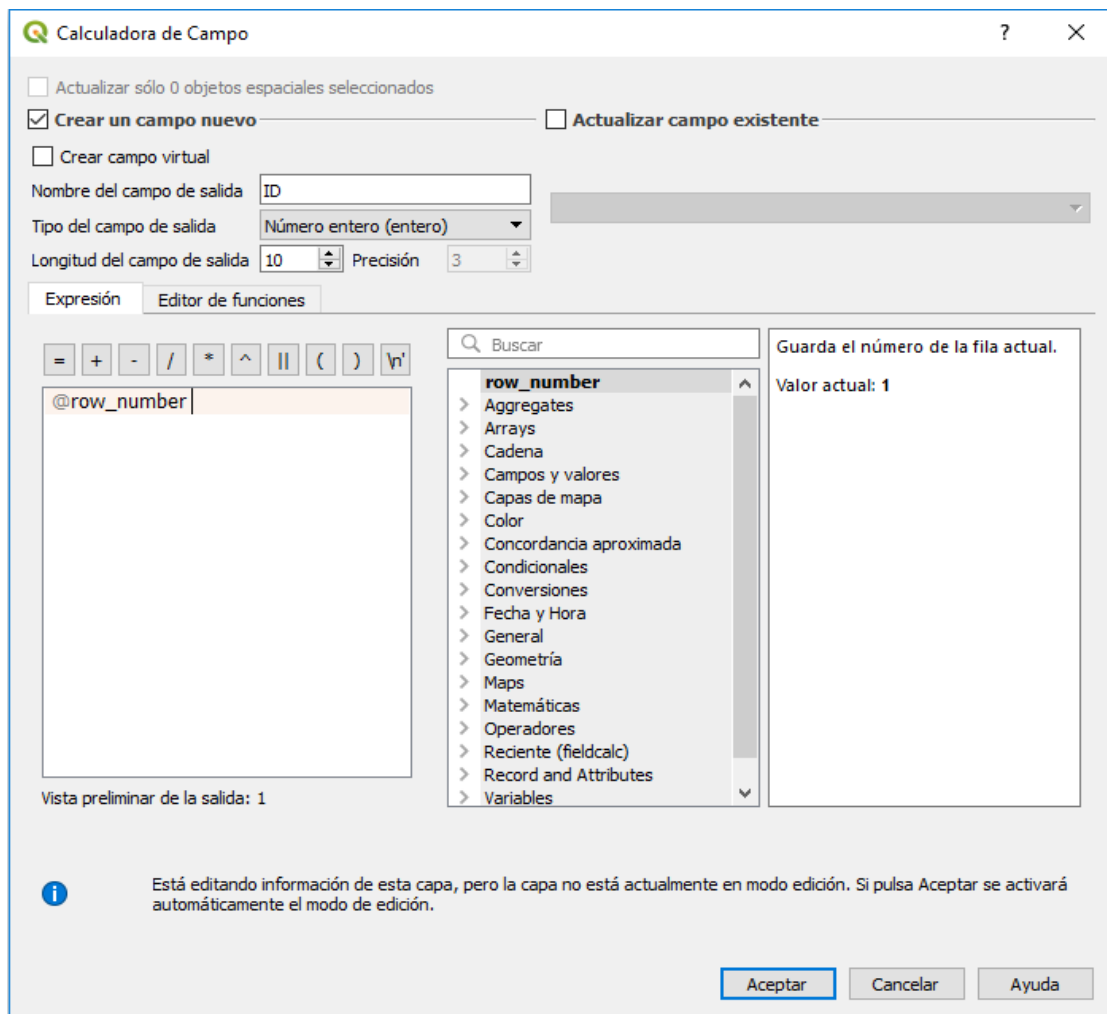 Calculadora de Campo
?
Actualizar sólo 0 objetos espaciales seleccionados
Crear un campo nuevo
Actualizar campo existente
Crear campo virtual
Nombre del campo de salida ID
Tipo del campo de salida Número entero (entero)
Longitud del campo de salida 10 Precisión 3
Expresión Editor de funciones
= + - / * ^ || ( ) \n'
@row_number
Vista preliminar de la salida: 1
Buscar
row_number
Aggregates
Arrays
Cadena
Campos y valores
Capas de mapa
Color
Concordancia aproximada
Condicionales
Conversiones
Fecha y Hora
General
Geometría
Maps
Matemáticas
Operadores
Reciente (fieldcalc)
Record and Attributes
Variables
Guarda el número de la fila actual.
Valor actual: 1
Está editando información de esta capa, pero la capa no está actualmente en modo edición. Si pulsa Aceptar se activará
automáticamente el modo de edición.
Aceptar Cancelar Ayuda